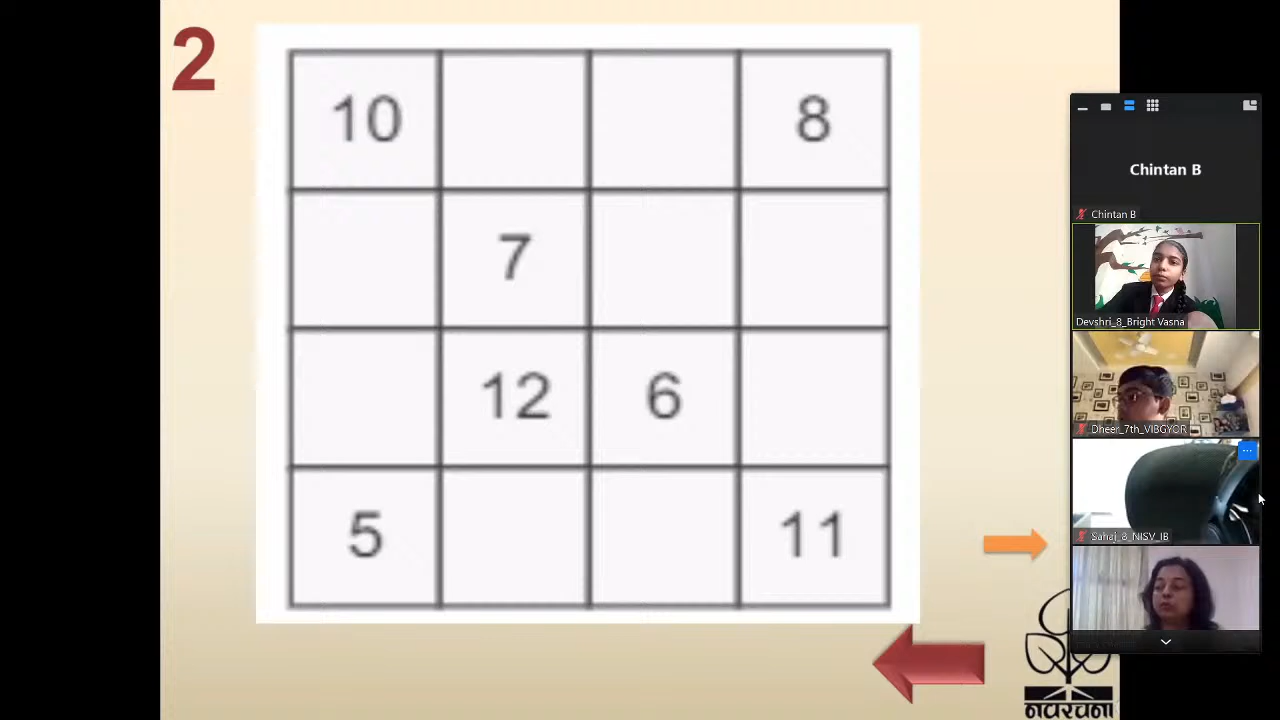 2
10 8
7
12 6
5 11
Chintan B
Chintan B
Devshri_8_Bright Vasna
Dheer_7th_VIBGYOR
Sahaj_8_NISV_IB
नवरचना